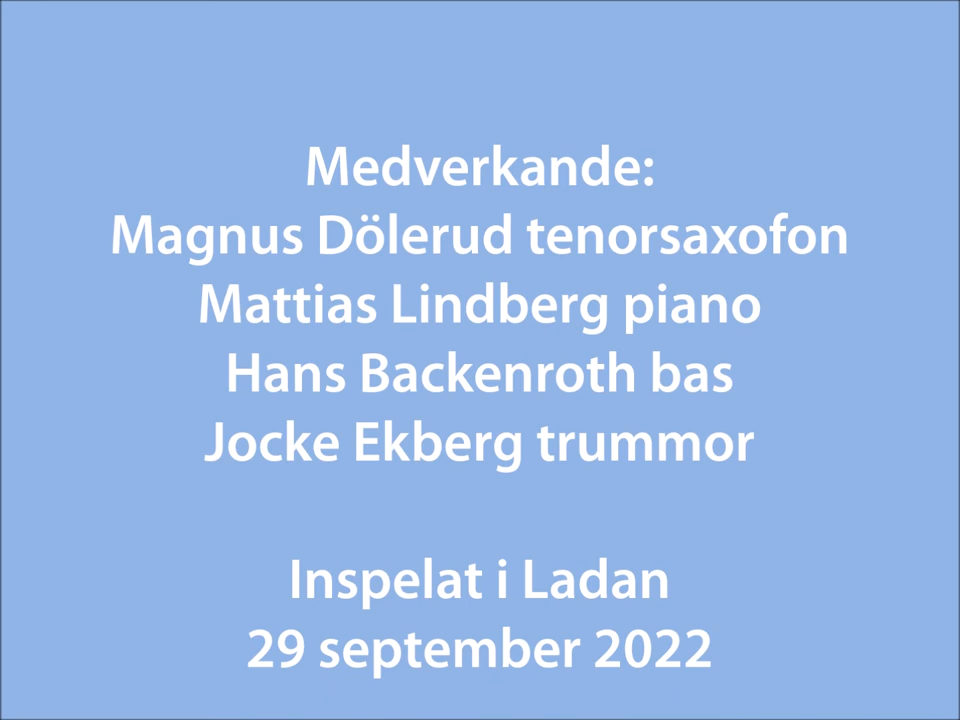 Medverkande:
Magnus Dölerud tenorsaxofon
Mattias Lindberg piano
Hans Backenroth bas
Jocke Ekberg trummor
Inspelat i Ladan
29 september 2022